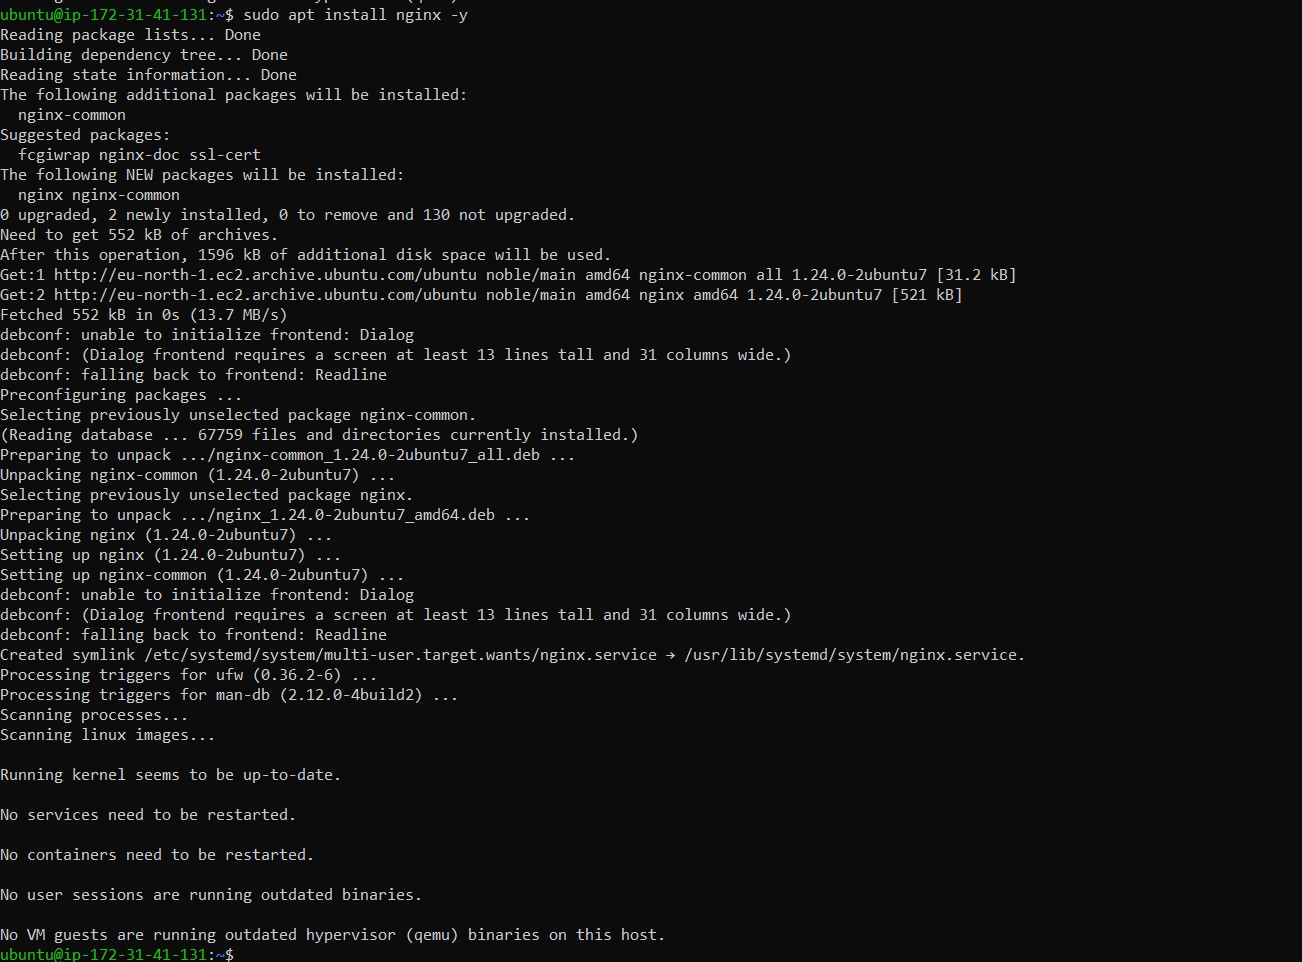 ubuntu@ip-172-31-41-131:~$ sudo apt install nginx -y
Reading package lists... Done
Building dependency tree... Done
Reading state information... Done
The following additional packages will be installed:
  nginx-common
Suggested packages:
  fcgiwrap nginx-doc ssl-cert
The following NEW packages will be installed:
  nginx nginx-common
0 upgraded, 2 newly installed, 0 to remove and 130 not upgraded.
Need to get 552 kB of archives.
After this operation, 1596 kB of additional disk space will be used.
Get:1 http://eu-north-1.ec2.archive.ubuntu.com/ubuntu noble/main amd64 nginx-common all 1.24.0-2ubuntu7 [31.2 kB]
Get:2 http://eu-north-1.ec2.archive.ubuntu.com/ubuntu noble/main amd64 nginx amd64 1.24.0-2ubuntu7 [521 kB]
Fetched 552 kB in 0s (13.7 MB/s)
debconf: unable to initialize frontend: Dialog
debconf: (Dialog frontend requires a screen at least 13 lines tall and 31 columns wide.)
debconf: falling back to frontend: Readline
Preconfiguring packages ...
Selecting previously unselected package nginx-common.
(Reading database ... 67759 files and directories currently installed.)
Preparing to unpack .../nginx-common_1.24.0-2ubuntu7_all.deb ...
Unpacking nginx-common (1.24.0-2ubuntu7) ...
Selecting previously unselected package nginx.
Preparing to unpack .../nginx_1.24.0-2ubuntu7_amd64.deb ...
Unpacking nginx (1.24.0-2ubuntu7) ...
Setting up nginx (1.24.0-2ubuntu7) ...
Setting up nginx-common (1.24.0-2ubuntu7) ...
debconf: unable to initialize frontend: Dialog
debconf: (Dialog frontend requires a screen at least 13 lines tall and 31 columns wide.)
debconf: falling back to frontend: Readline
Created symlink /etc/systemd/system/multi-user.target.wants/nginx.service → /usr/lib/systemd/system/nginx.service.
Processing triggers for ufw (0.36.2-6) ...
Processing triggers for man-db (2.12.0-4build2) ...
Scanning processes...
Scanning linux images...
Running kernel seems to be up-to-date.
No services need to be restarted.
No containers need to be restarted.
No user sessions are running outdated binaries.
No VM guests are running outdated hypervisor (qemu) binaries on this host.
ubuntu@ip-172-31-41-131:~$